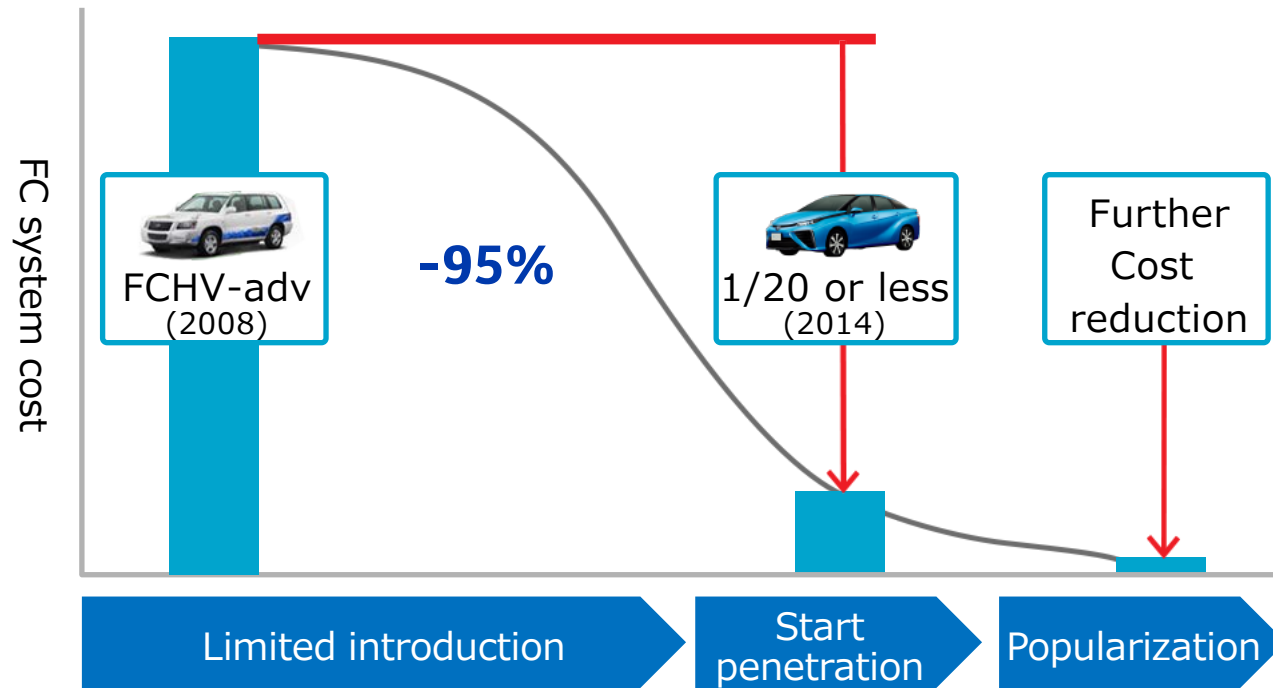 FC system cost
FCHV-adv
(2008)
-95%
1/20 or less
(2014)
Further
Cost
reduction
Limited introduction
Start
penetration
Popularization